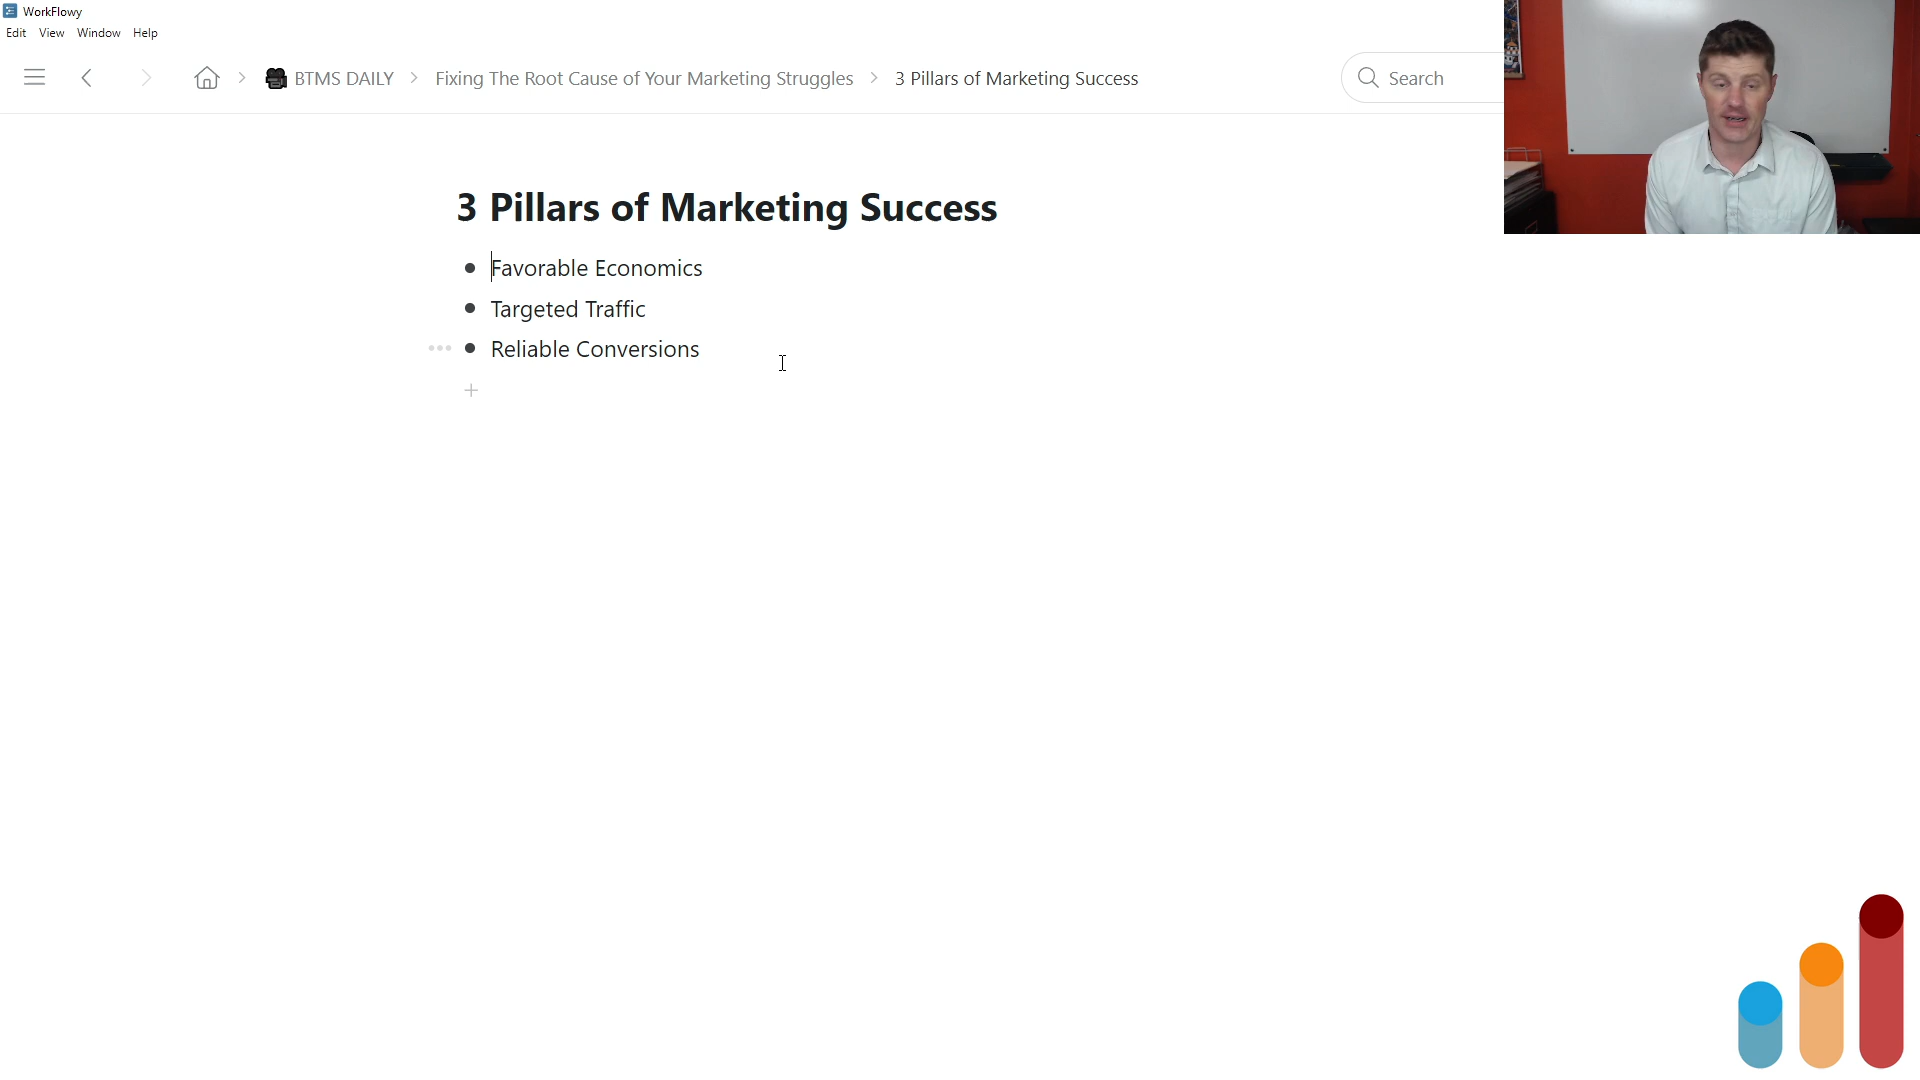 WorkFlowy
Edit View Window Help
BTMS DAILY > Fixing The Root Cause of Your Marketing Struggles > 3 Pillars of Marketing Success
Search
3 Pillars of Marketing Success
Favorable Economics
Targeted Traffic
Reliable Conversions